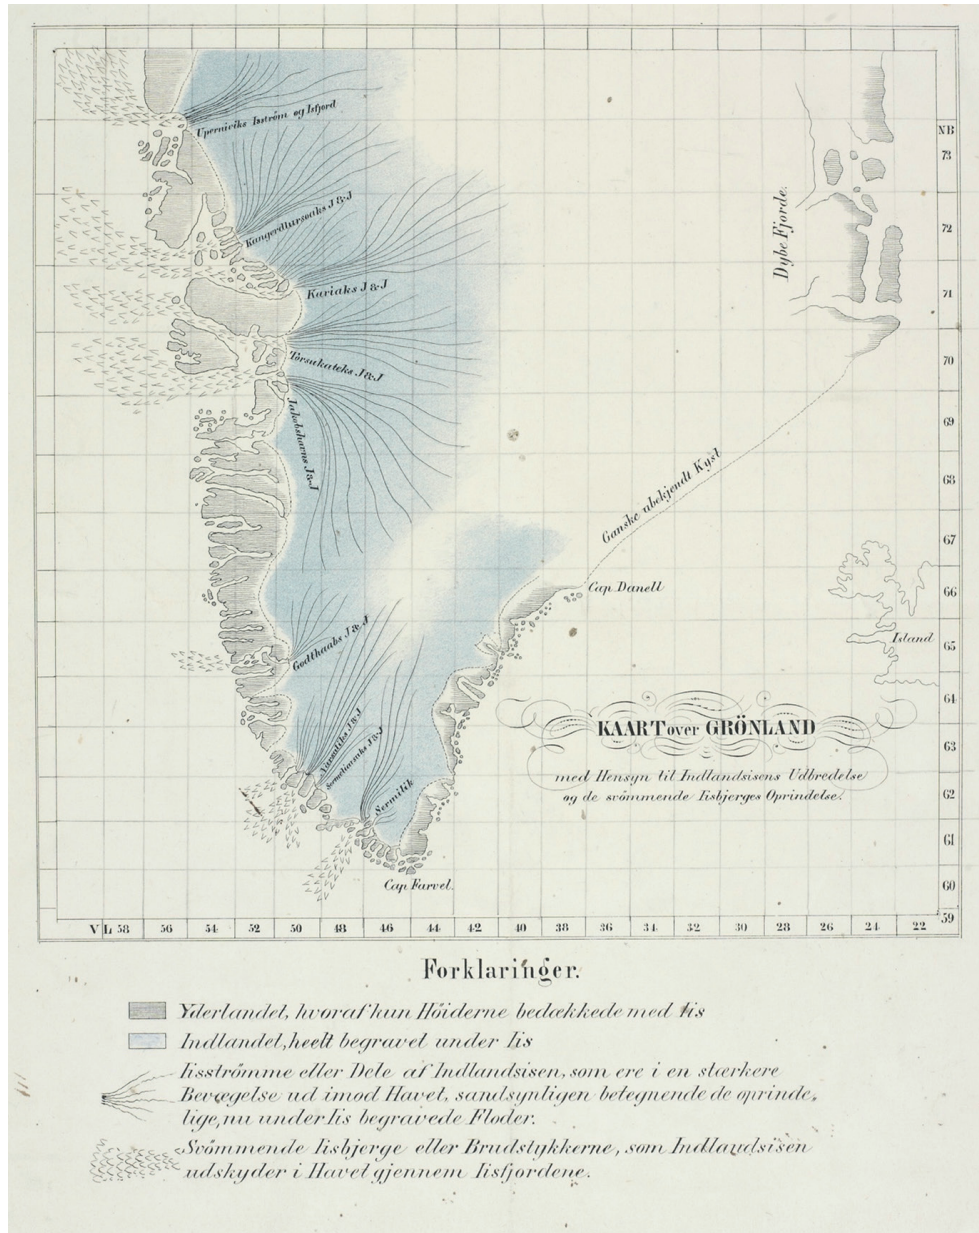 Uperniviks Isström og Isfjord
Kangerdlursoaks J & J
Kariaks J & J
Torsukateks J & J
Jakobshavns J & J
Godthaabs J & J
Narsaliks J & J
Sermilik
Cap Farvel.
Dybe Fjorde.
Ganske ubekjendt Kyst
Cap Danell
Island
KAART over GRÖNLAND
med Hensyn til Indlandsisens Udbredelse
og de svömmende Iisbjerges Oprindelse.
NB
73
72
71
70
69
68
67
66
65
64
63
62
61
60
59
VL 58 56 54 52 50 48 46 44 42 40 38 36 34 32 30 28 26 24 22
Forklaringer.
Yderlandet, hvoraf kun Höiderne bedækkede med Iis
Indlandet, heelt begravet under Iis
Iisströmme eller Dele af Indlandsisen, som ere i en stærkere
Bevægelse ud imod Havet, sandsynligen betegnende de oprinde,
lige, nu under Iis begravede Floder.
Svömmende Iisbjerge eller Brudstykkerne, som Indlandsisen
udskyder i Havet gjennem Iisfjordene.